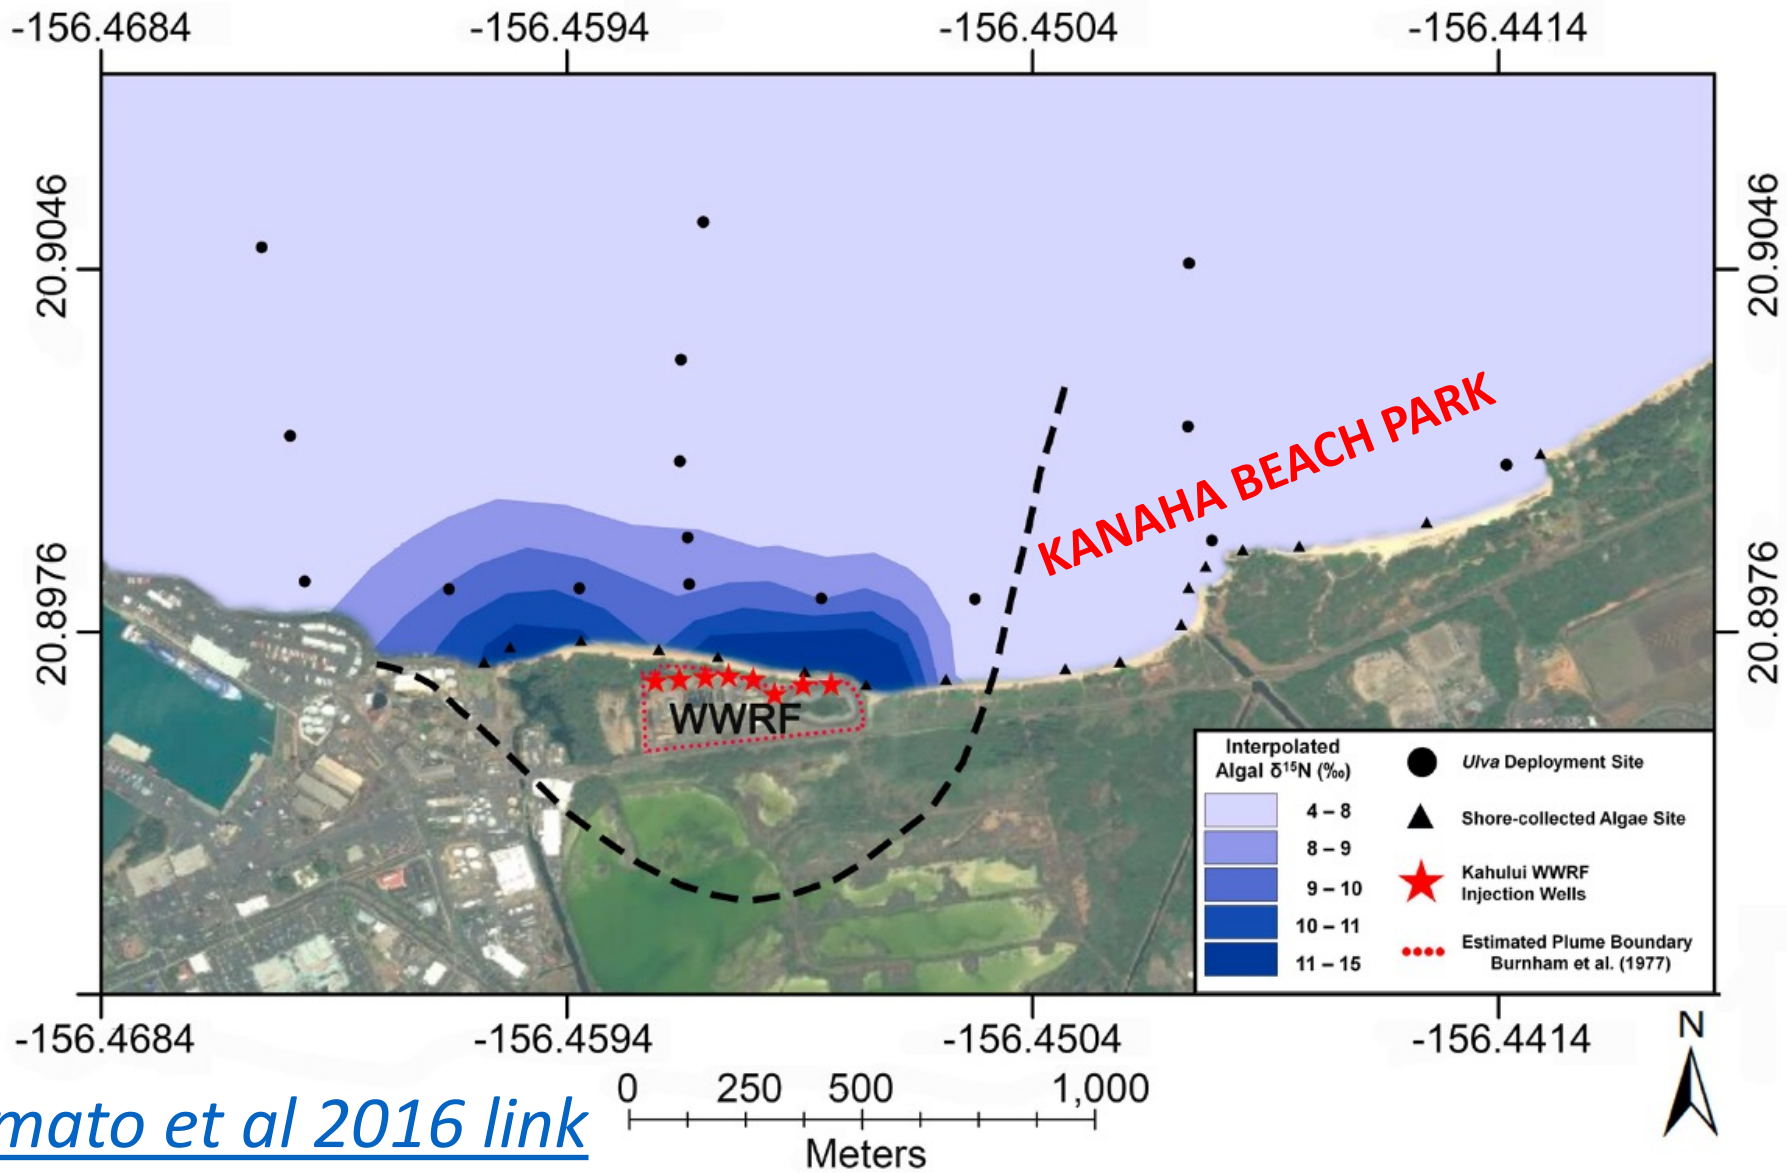 -156.4684 -156.4594 -156.4504 -156.4414
20.9046 20.9046
KANAHA BEACH PARK
20.8976 20.8976
WWRF
Interpolated
Algal δ¹⁵N (‰)
4 – 8
8 – 9
9 – 10
10 – 11
11 – 15
Ulva Deployment Site
Shore-collected Algae Site
Kahului WWRF
Injection Wells
Estimated Plume Boundary
Burnham et al. (1977)
-156.4684 -156.4594 -156.4504 -156.4414
N
0 250 500 1,000
Meters
mato et al 2016 link